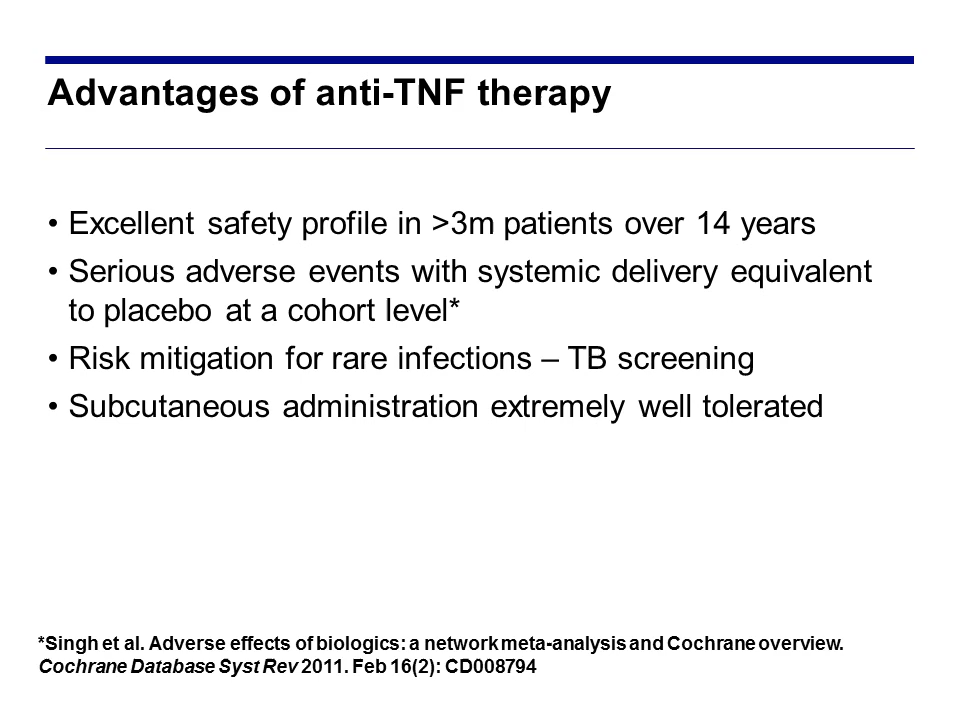 Advantages of anti-TNF therapy
• Excellent safety profile in >3m patients over 14 years
• Serious adverse events with systemic delivery equivalent
to placebo at a cohort level*
• Risk mitigation for rare infections – TB screening
• Subcutaneous administration extremely well tolerated
*Singh et al. Adverse effects of biologics: a network meta-analysis and Cochrane overview.
Cochrane Database Syst Rev 2011. Feb 16(2): CD008794